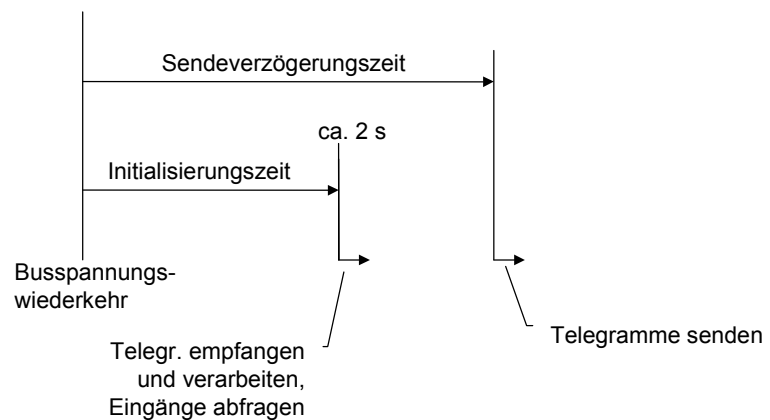 Sendeverzögerungszeit
ca. 2 s
Initialisierungszeit
Busspannungs-
wiederkehr
Telegr. empfangen
und verarbeiten,
Eingänge abfragen
Telegramme senden